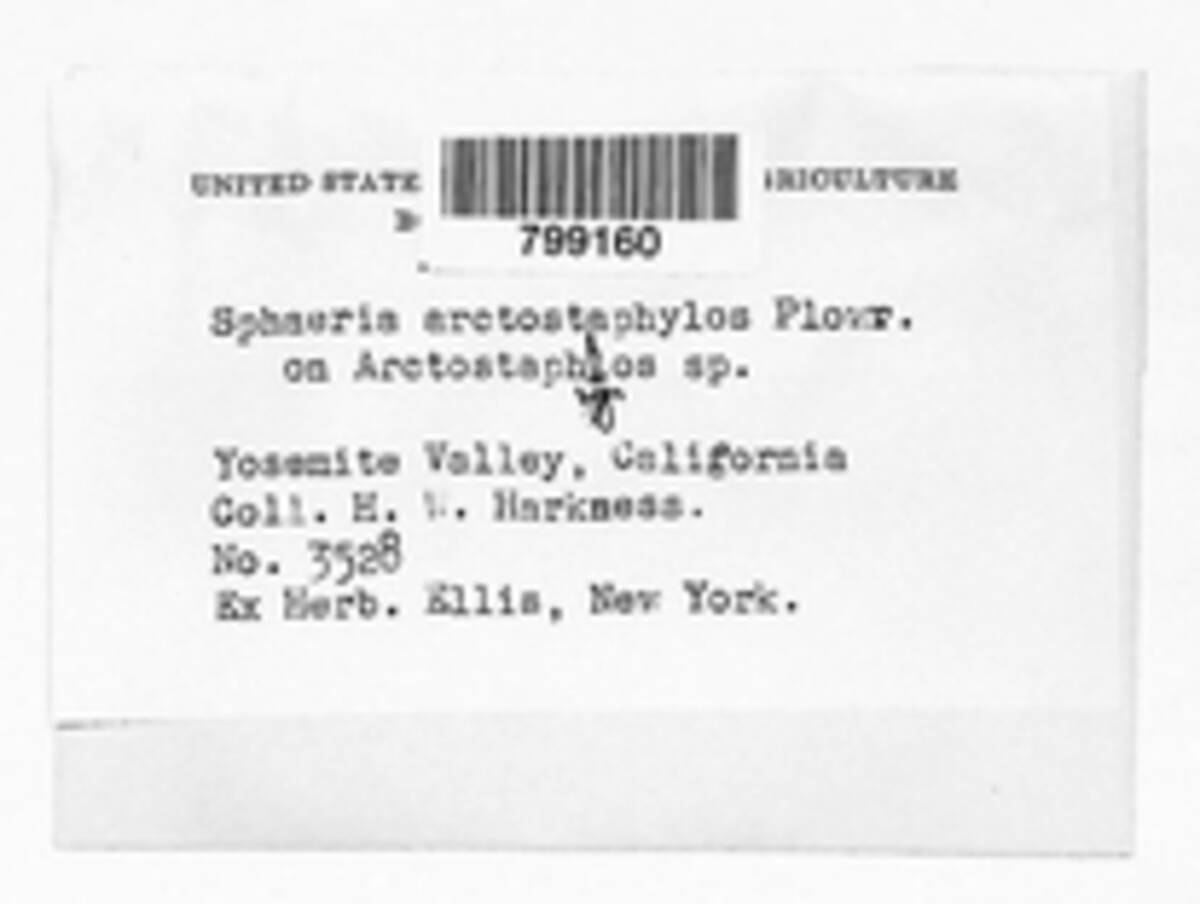 UNITED STATE RICULTURE
799160
Sphaeria arctostaphylos Plowr.
on Arctostaphlos sp.
y
Yosemite Valley, California
Coll. H. W. Harkness.
No. 3528
Ex Herb. Ellis, New York.